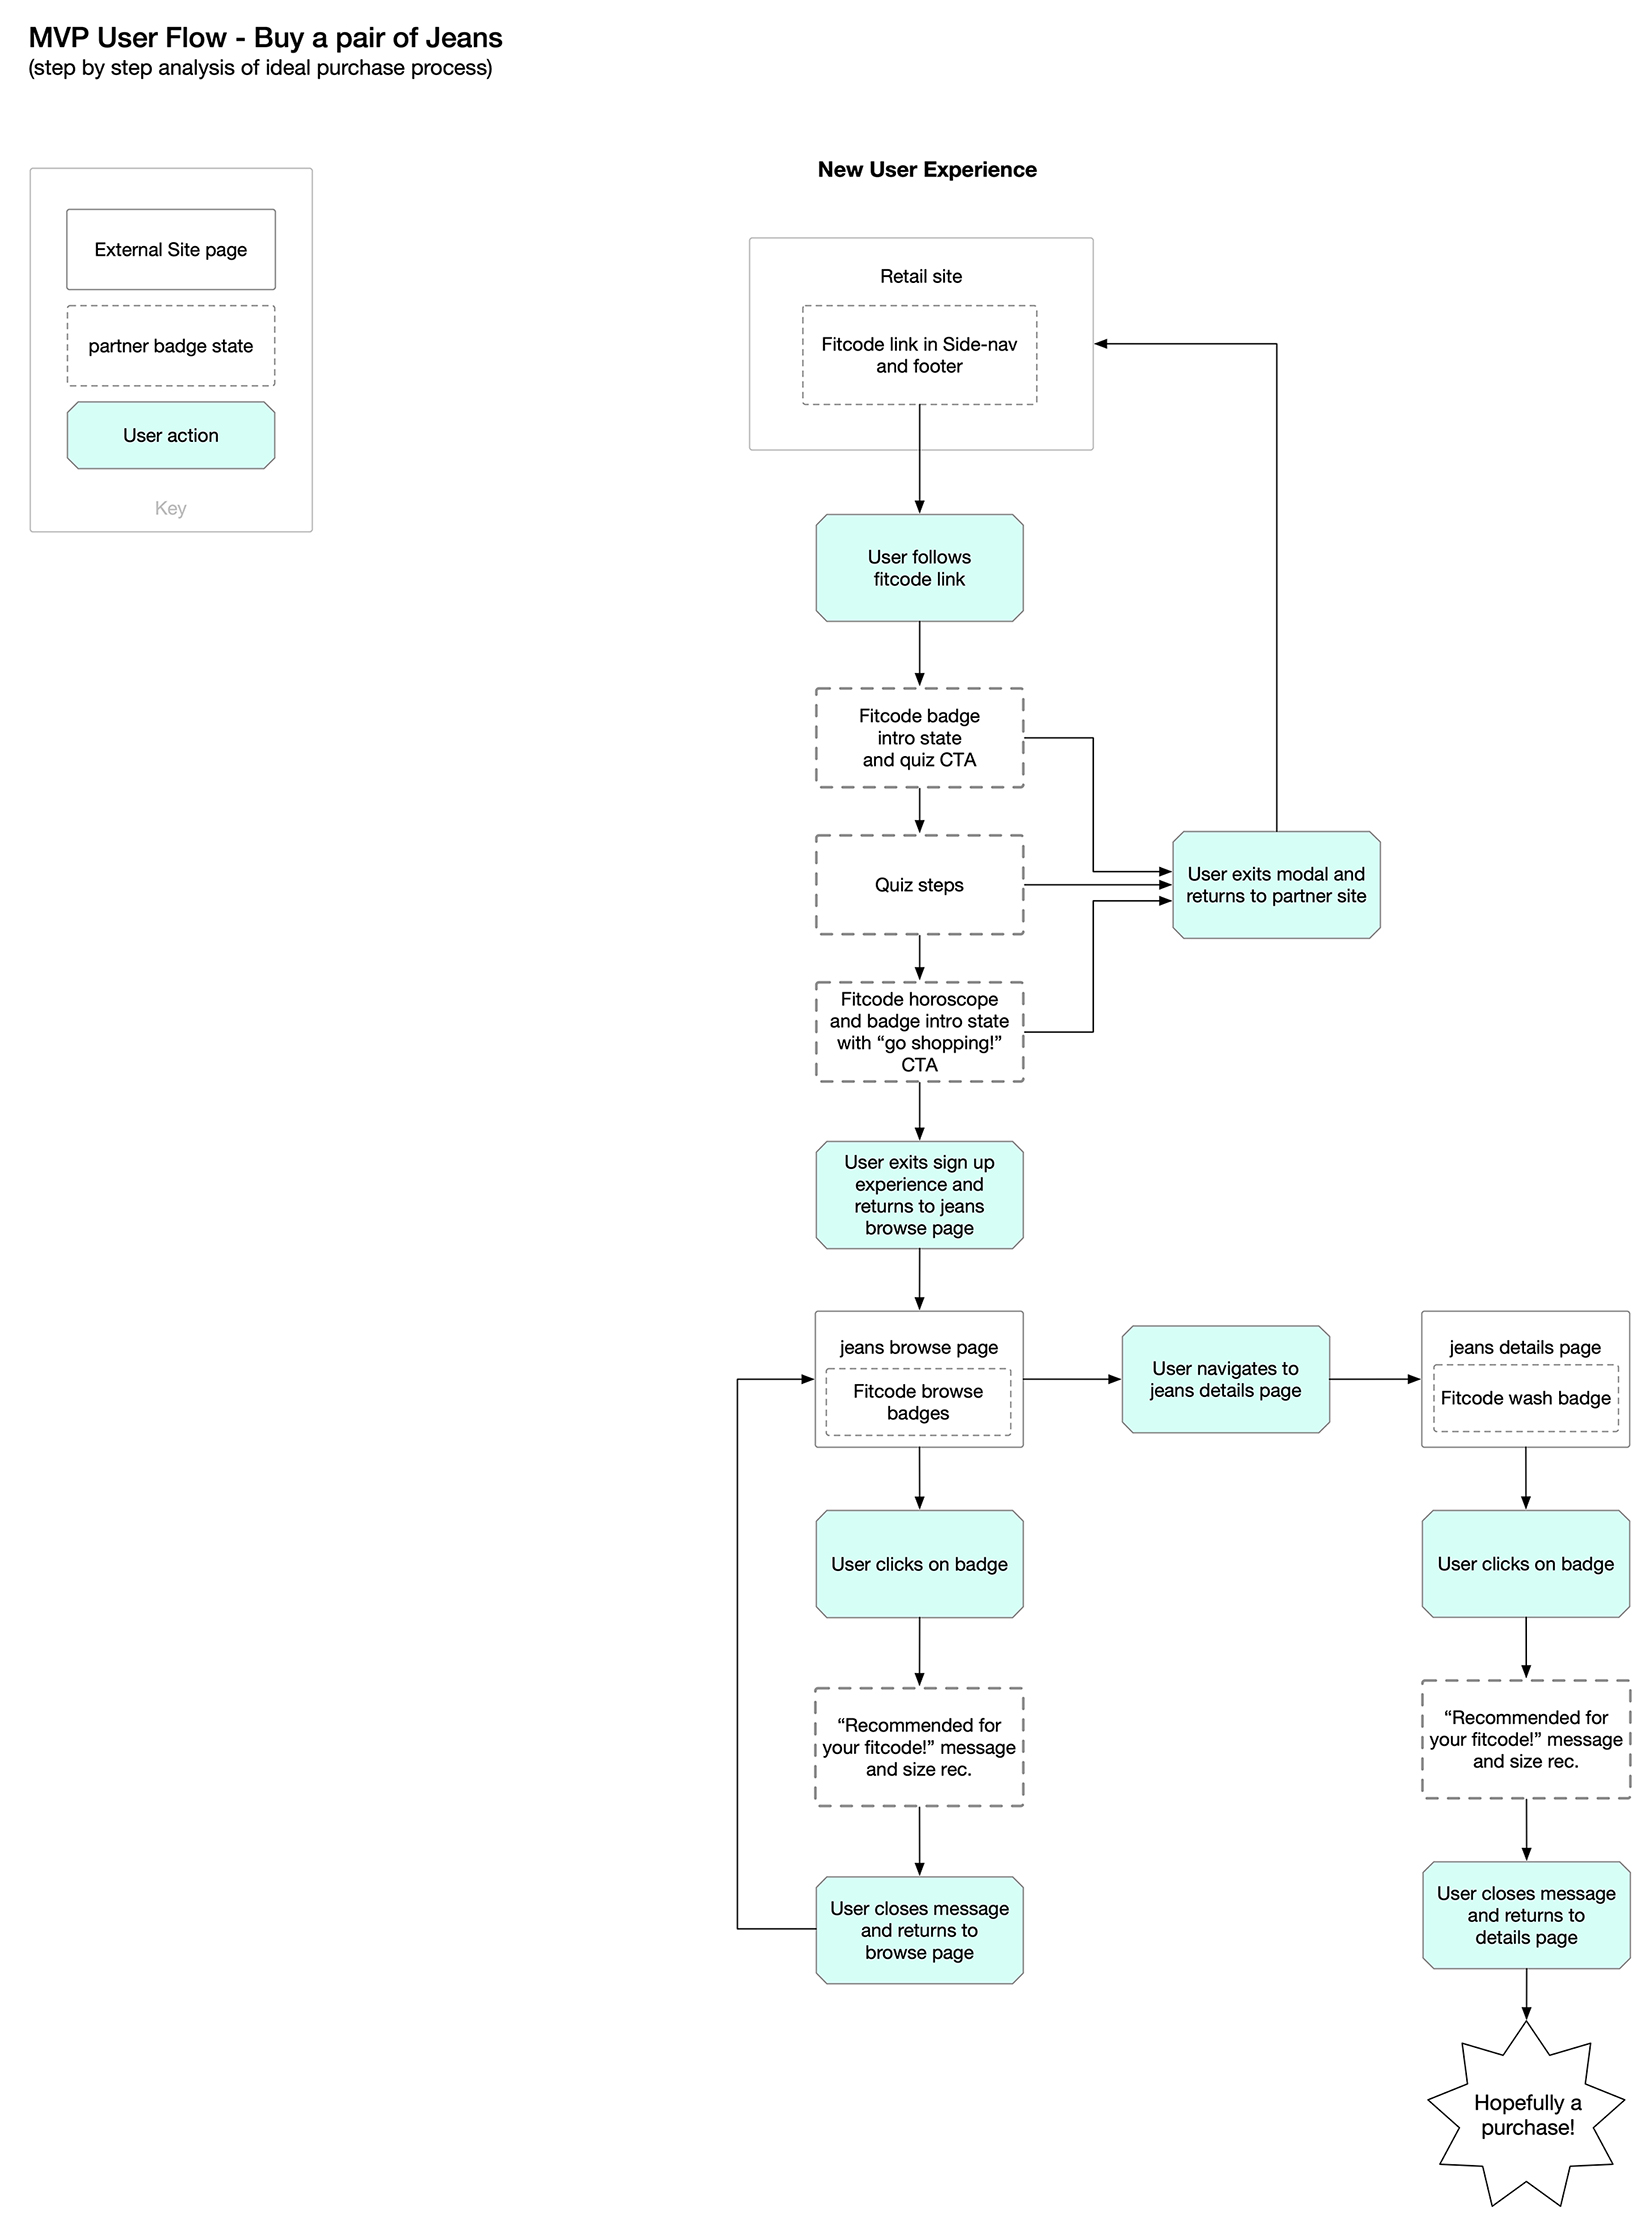 MVP User Flow - Buy a pair of Jeans
(step by step analysis of ideal purchase process)
External Site page
partner badge state
User action
Key
New User Experience
Retail site
Fitcode link in Side-nav
and footer
User follows
fitcode link
Fitcode badge
intro state
and quiz CTA
Quiz steps
User exits modal and
returns to partner site
Fitcode horoscope
and badge intro state
with “go shopping!”
CTA
User exits sign up
experience and
returns to jeans
browse page
jeans browse page
Fitcode browse
badges
User navigates to
jeans details page
jeans details page
Fitcode wash badge
User clicks on badge
“Recommended for
your fitcode!” message
and size rec.
User closes message
and returns to
browse page
User clicks on badge
“Recommended for
your fitcode!” message
and size rec.
User closes message
and returns to
details page
Hopefully a
purchase!